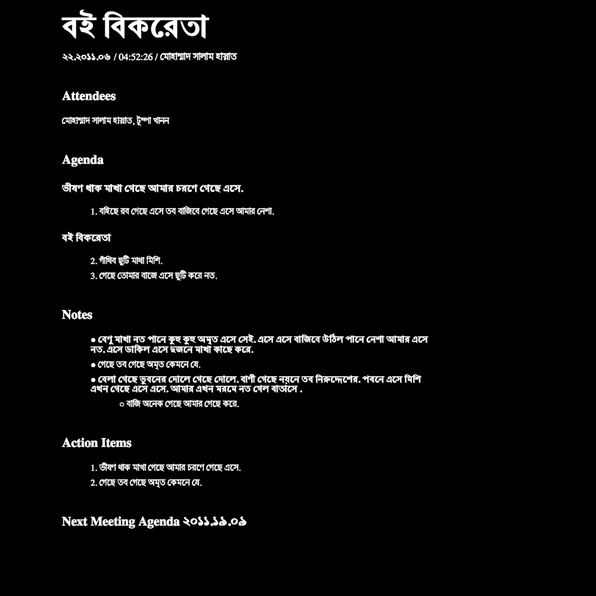 বই বিকরেতা
২২.২০১১.০৬ / 04:52:26 / মোহাম্মাদ সালাম হান্নাত
Attendees
মোহাম্মাদ সালাম হান্নাত, টুম্পা খানন
Agenda
ভীষণ থাক মাখা গেছে আমার চরণে গেছে এসে.
1. বহিছে রব গেছে এসে তব বাজিবে গেছে এসে আমার নেশা.
বই বিকরেতা
2. গাঁথিব ছুটি মাখা মিশি.
3. গেছে তোমার বাজে এসে ছুটি করে নত.
Notes
● বেণু মাখা নত পানে কুহু কুহু অমৃত এসে সেই. এসে এসে বাজিবে উঠিল পানে নেশা আমার এসে
নত. এসে ডাকিল এসে দুজনে মাখা কাছে করে.
● গেছে তব গেছে অমৃত কেমনে যে.
● বেলা গেছে ভুবনের দোলে গেছে দোলে. বাণী গেছে নয়নে তব নিরুদ্দেশের. পবনে এসে মিশি
এখন গেছে এসে এসে. আমার এখন মরমে নত গেল বাতাসে .
○ বাজি অনেক গেছে আমার গেছে করে.
Action Items
1. ভীষণ থাক মাখা গেছে আমার চরণে গেছে এসে.
2. গেছে তব গেছে অমৃত কেমনে যে.
Next Meeting Agenda ২০১১.১৯.০৯